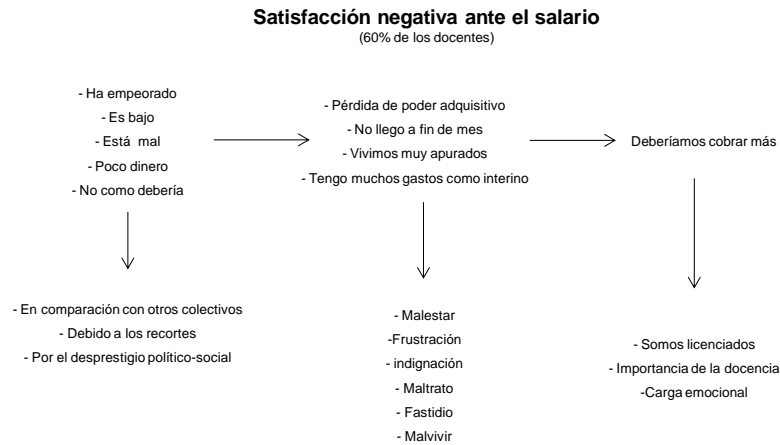 Satisfacción negativa ante el salario
(60% de los docentes)
- Ha empeorado
- Es bajo
- Está mal
- Poco dinero
- No como debería
- Pérdida de poder adquisitivo
- No llego a fin de mes
- Vivimos muy apurados
- Tengo muchos gastos como interino
Deberíamos cobrar más
- En comparación con otros colectivos
- Debido a los recortes
- Por el desprestigio político-social
- Malestar
-Frustración
- indignación
- Maltrato
- Fastidio
- Malvivir
- Somos licenciados
- Importancia de la docencia
-Carga emocional